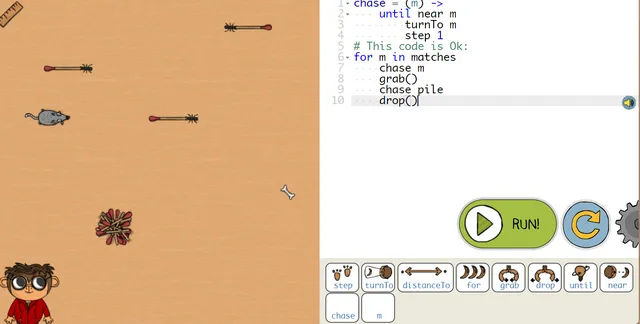 1 chase = (m) ->
2 until near m
3 turnTo m
4 step 1
5 # This code is Ok:
6 for m in matches
7 chase m
8 grab()
9 chase pile
10 drop()
RUN!
step turnTo distanceTo for grab drop until near
chase m